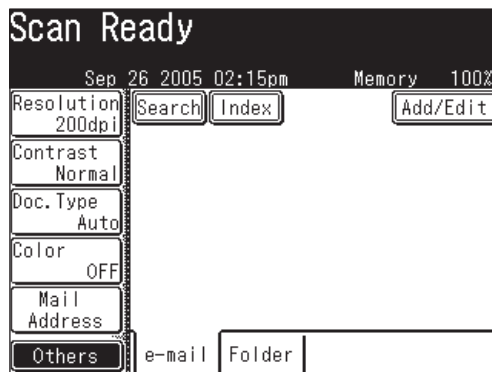 Scan Ready
Sep 26 2005 02:15pm Memory 100%
Resolution
200dpi
Search Index Add/Edit
Contrast
Normal
Doc.Type
Auto
Color
OFF
Mail
Address
Others e-mail Folder